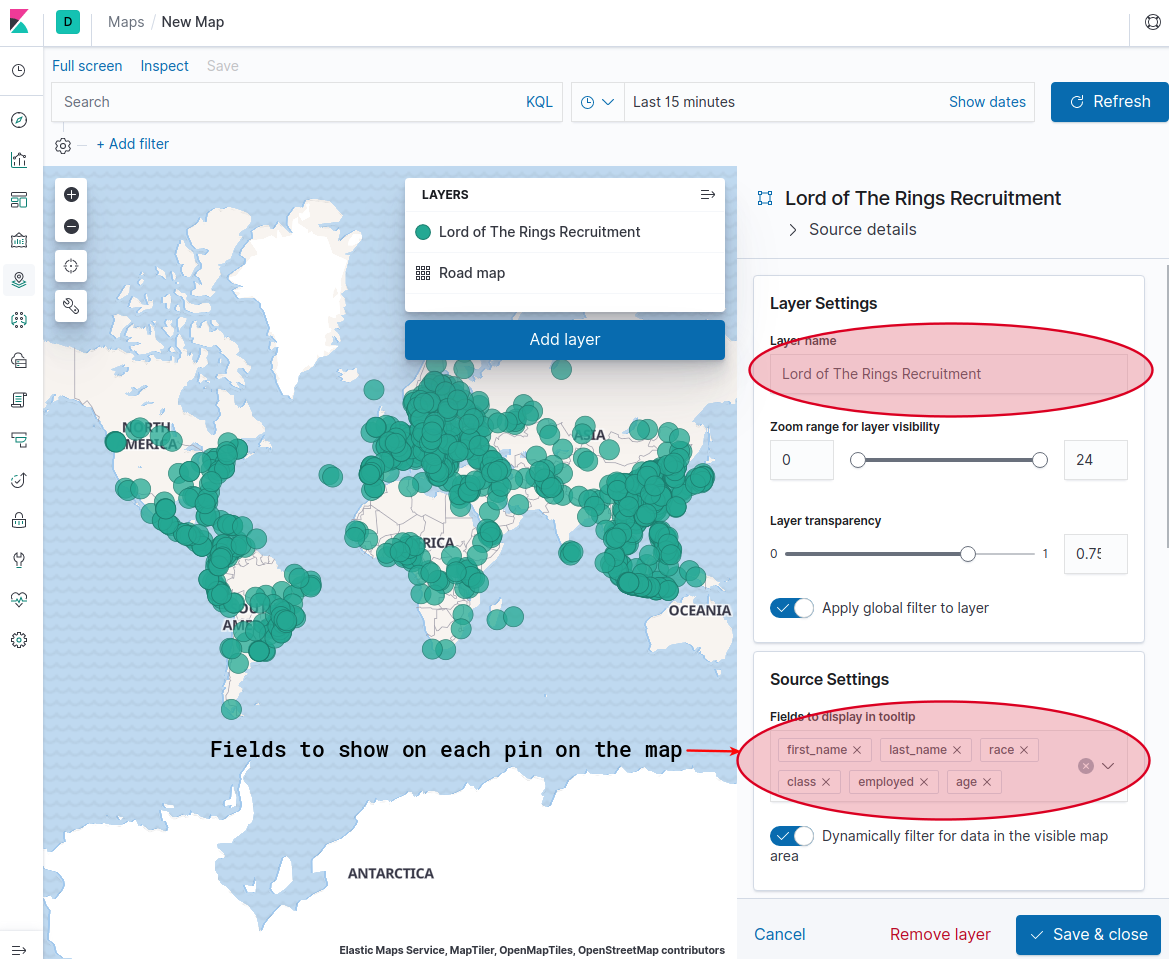 D Maps / New Map
Full screen Inspect Save
Search KQL Last 15 minutes Show dates Refresh
+ Add filter
LAYERS
Lord of The Rings Recruitment
Road map
Add layer
NORTH
AMERICA
ASIA
AFRICA
SOUTH
AMERICA
OCEANIA
ANTARCTICA
Fields to show on each pin on the map
Elastic Maps Service, MapTiler, OpenMapTiles, OpenStreetMap contributors
Lord of The Rings Recruitment
Source details
Layer Settings
Layer name
Lord of The Rings Recruitment
Zoom range for layer visibility
0 24
Layer transparency
0 1 0.75
Apply global filter to layer
Source Settings
Fields to display in tooltip
first_name × last_name × race ×
class × employed × age ×
Dynamically filter for data in the visible map
area
Cancel Remove layer Save & close